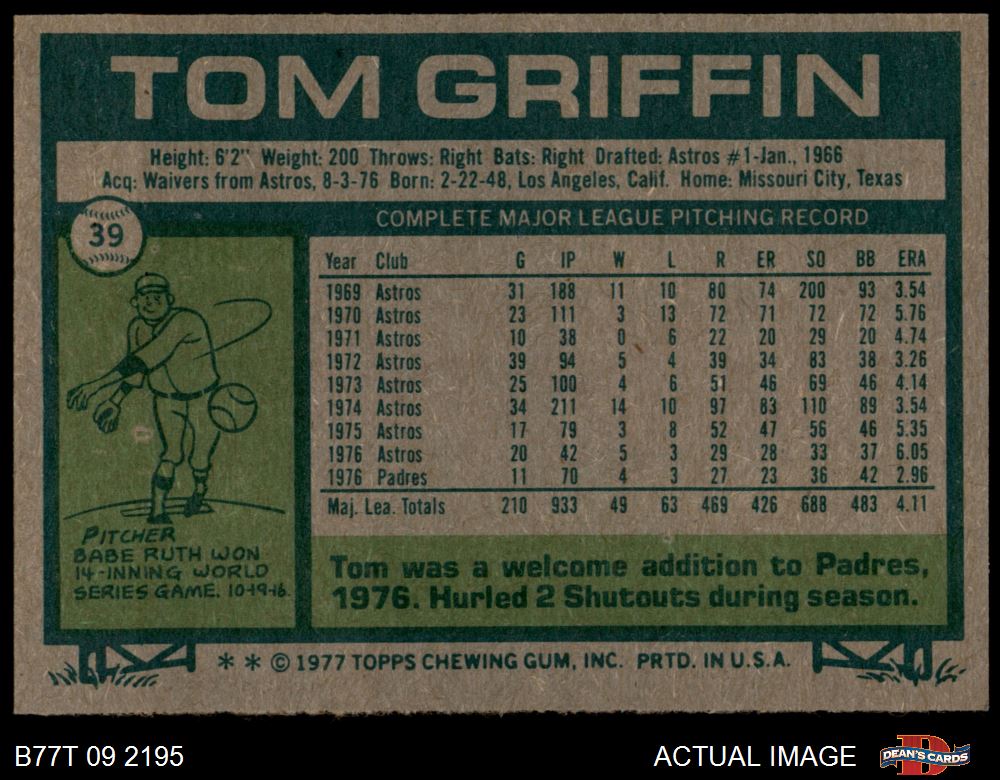 TOM GRIFFIN
Height: 6'2" Weight: 200 Throws: Right Bats: Right Drafted: Astros #1-Jan., 1966
Acq: Waivers from Astros, 8-3-76 Born: 2-22-48, Los Angeles, Calif. Home: Missouri City, Texas
39
COMPLETE MAJOR LEAGUE PITCHING RECORD
Year Club G IP W L R ER SO BB ERA
1969 Astros 31 188 11 10 80 74 200 93 3.54
1970 Astros 23 111 3 13 72 71 72 72 5.76
1971 Astros 10 38 0 6 22 20 29 20 4.74
1972 Astros 39 94 5 4 39 34 83 38 3.26
1973 Astros 25 100 4 6 51 46 69 46 4.14
1974 Astros 34 211 14 10 97 83 110 89 3.54
1975 Astros 17 79 3 8 52 47 56 46 5.35
1976 Astros 20 42 5 3 29 28 33 37 6.05
1976 Padres 11 70 4 3 27 23 36 42 2.96
Maj. Lea. Totals 210 933 49 63 469 426 688 483 4.11
PITCHER
BABE RUTH WON
14-INNING WORLD
SERIES GAME. 10-19-16.
Tom was a welcome addition to Padres,
1976. Hurled 2 Shutouts during season.
* * © 1977 TOPPS CHEWING GUM, INC. PRTD. IN U.S.A.
B77T 09 2195
ACTUAL IMAGE
D
DEAN'S CARDS